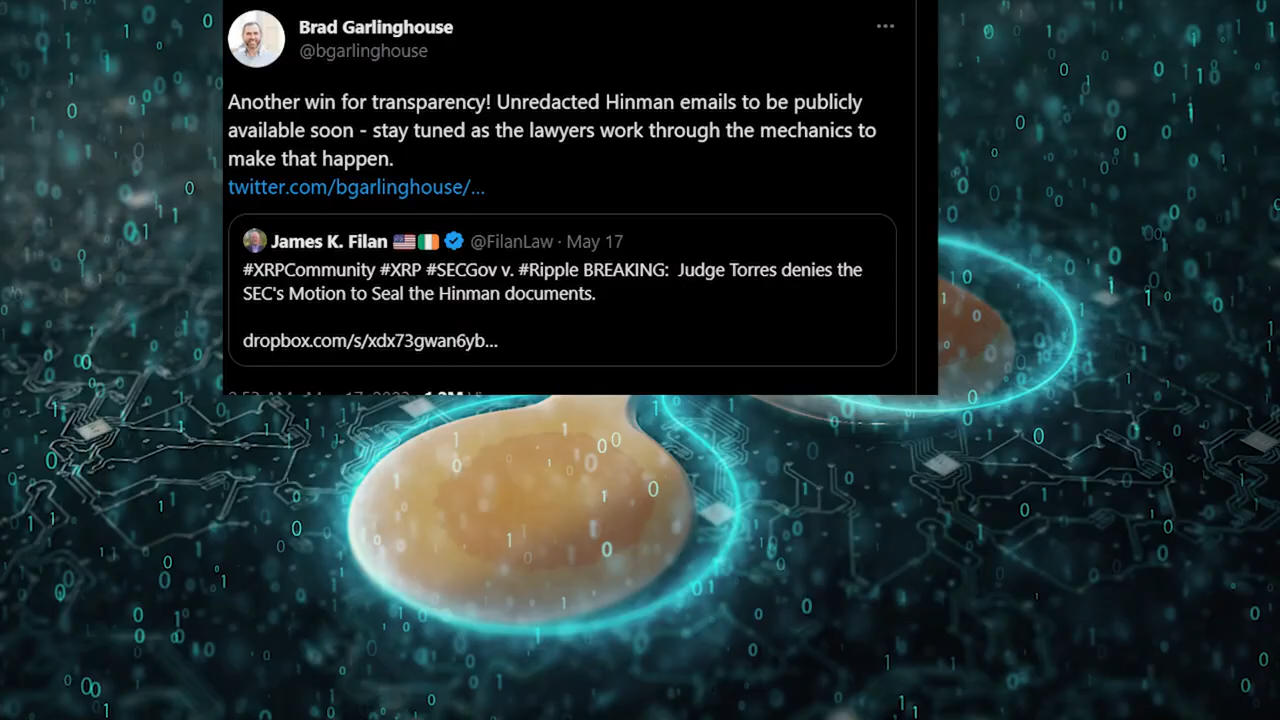 Brad Garlinghouse
@bgarlinghouse
Another win for transparency! Unredacted Hinman emails to be publicly
available soon - stay tuned as the lawyers work through the mechanics to
make that happen.
twitter.com/bgarlinghouse/...
James K. Filan @FilanLaw · May 17
#XRPCommunity #XRP #SECGov v. #Ripple BREAKING: Judge Torres denies the
SEC's Motion to Seal the Hinman documents.
dropbox.com/s/xdx73gwan6yb...